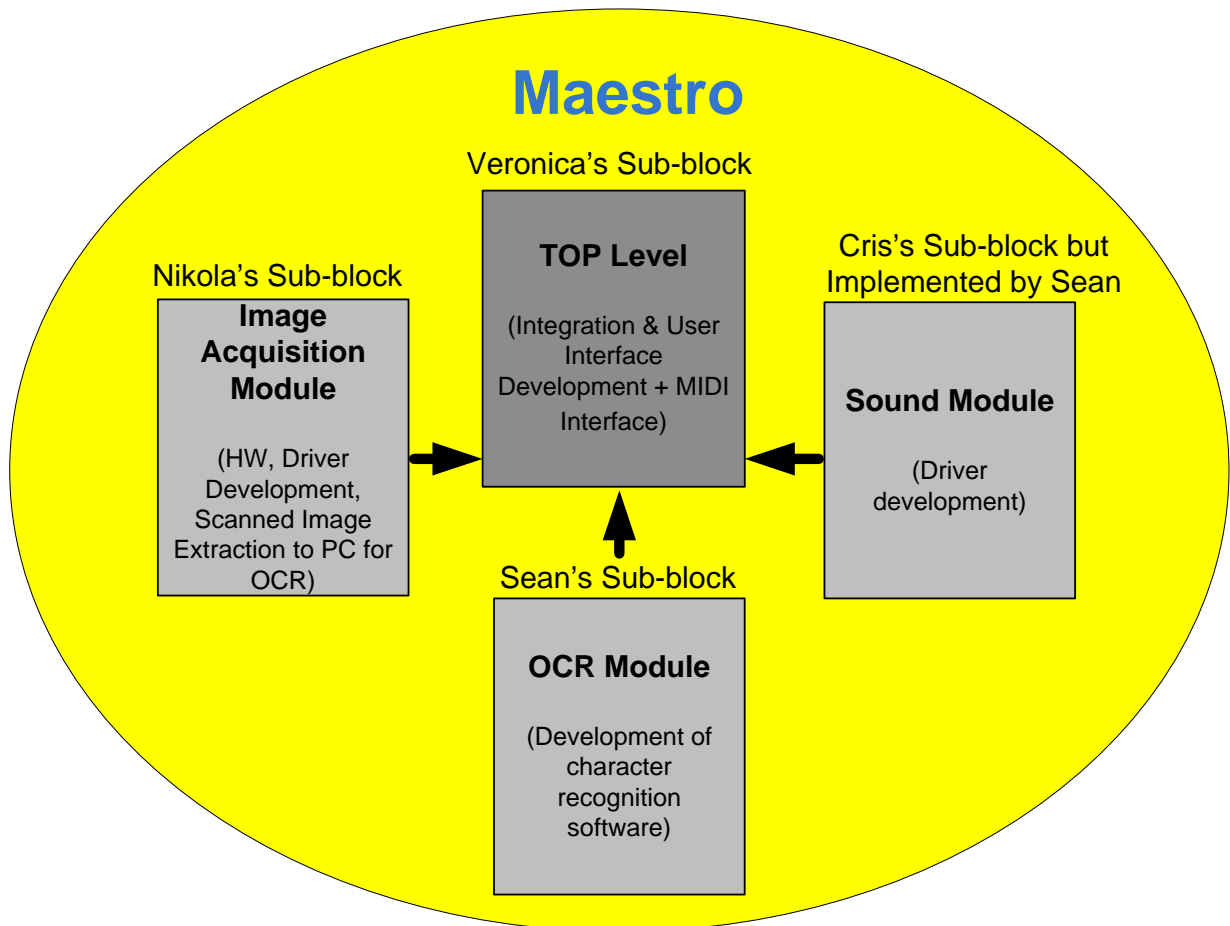 Maestro
Veronica's Sub-block
TOP Level
(Integration & User
Interface
Development + MIDI
Interface)
Nikola's Sub-block
Image
Acquisition
Module
(HW, Driver
Development,
Scanned Image
Extraction to PC for
OCR)
Cris's Sub-block but
Implemented by Sean
Sound Module
(Driver
development)
Sean's Sub-block
OCR Module
(Development of
character
recognition
software)